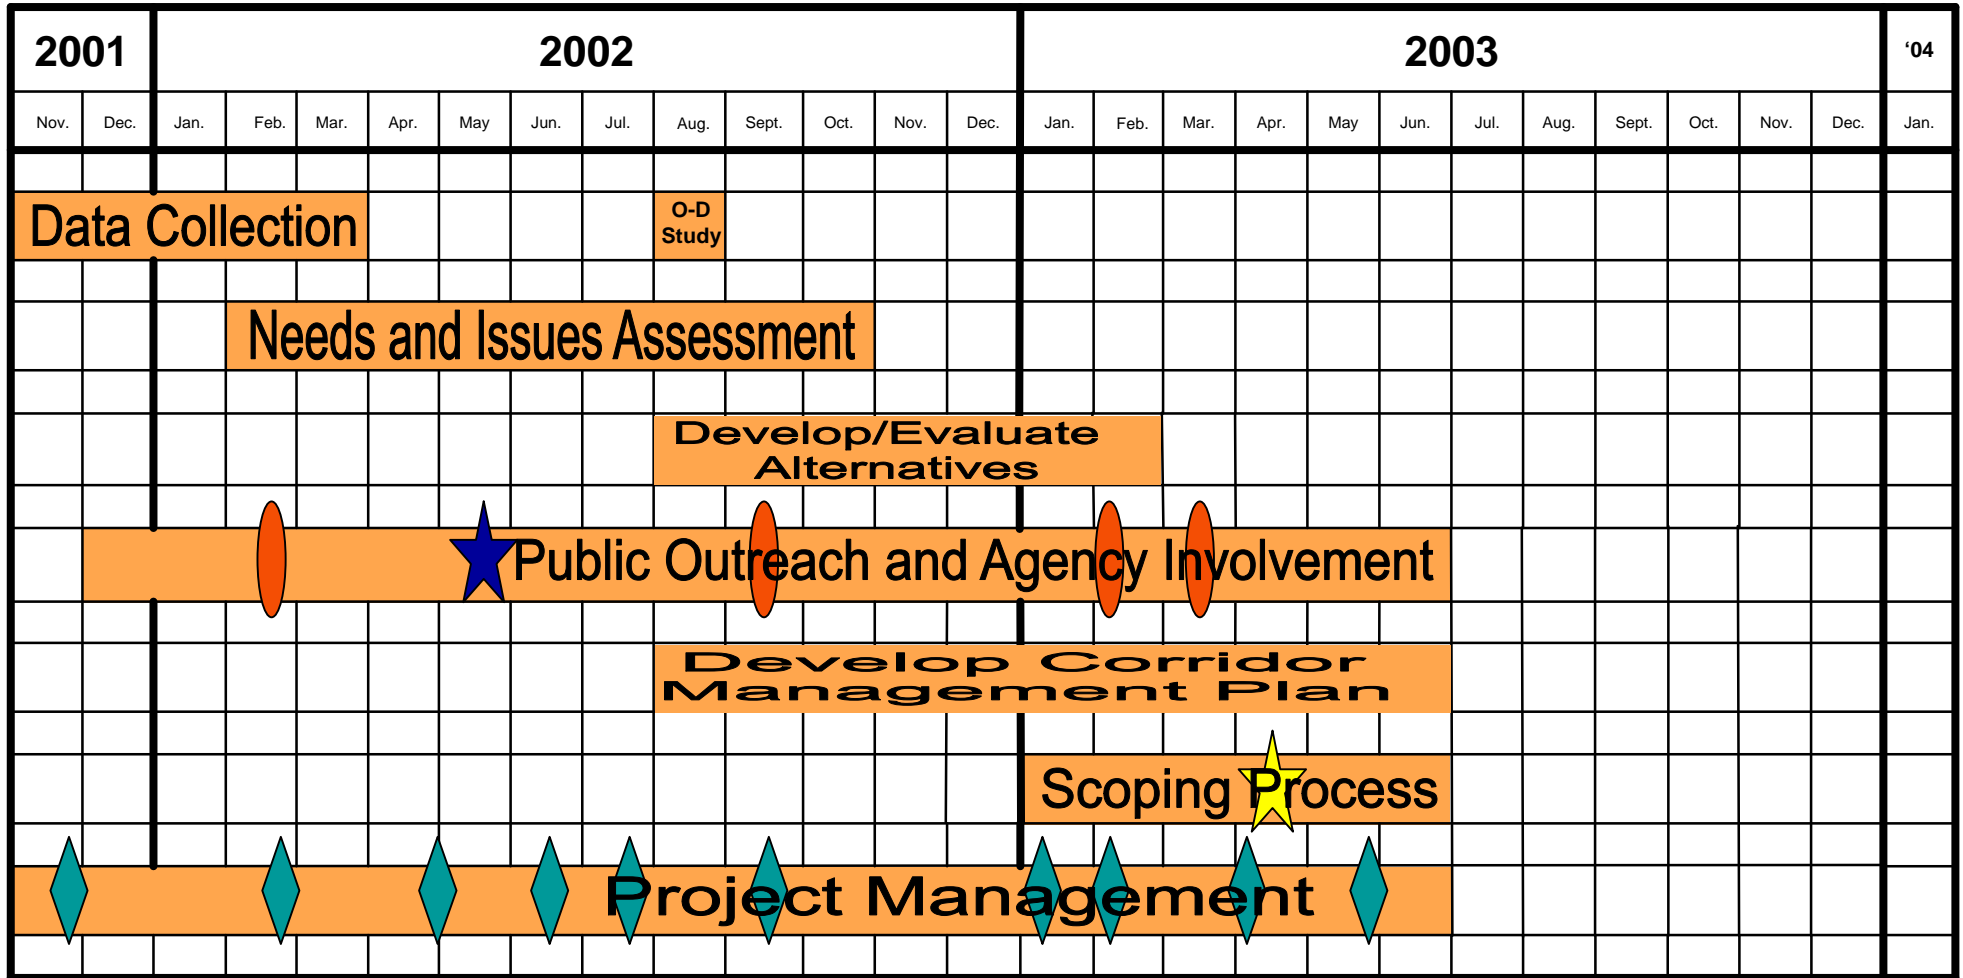 2001 2002 2003 ‘04
Nov. Dec. Jan. Feb. Mar. Apr. May Jun. Jul. Aug. Sept. Oct. Nov. Dec. Jan. Feb. Mar. Apr. May Jun. Jul. Aug. Sept. Oct. Nov. Dec. Jan.
Data Collection
O-D
Study
Needs and Issues Assessment
Develop/Evaluate
Alternatives
Public Outreach and Agency Involvement
Develop Corridor
Management Plan
Scoping Process
Project Management